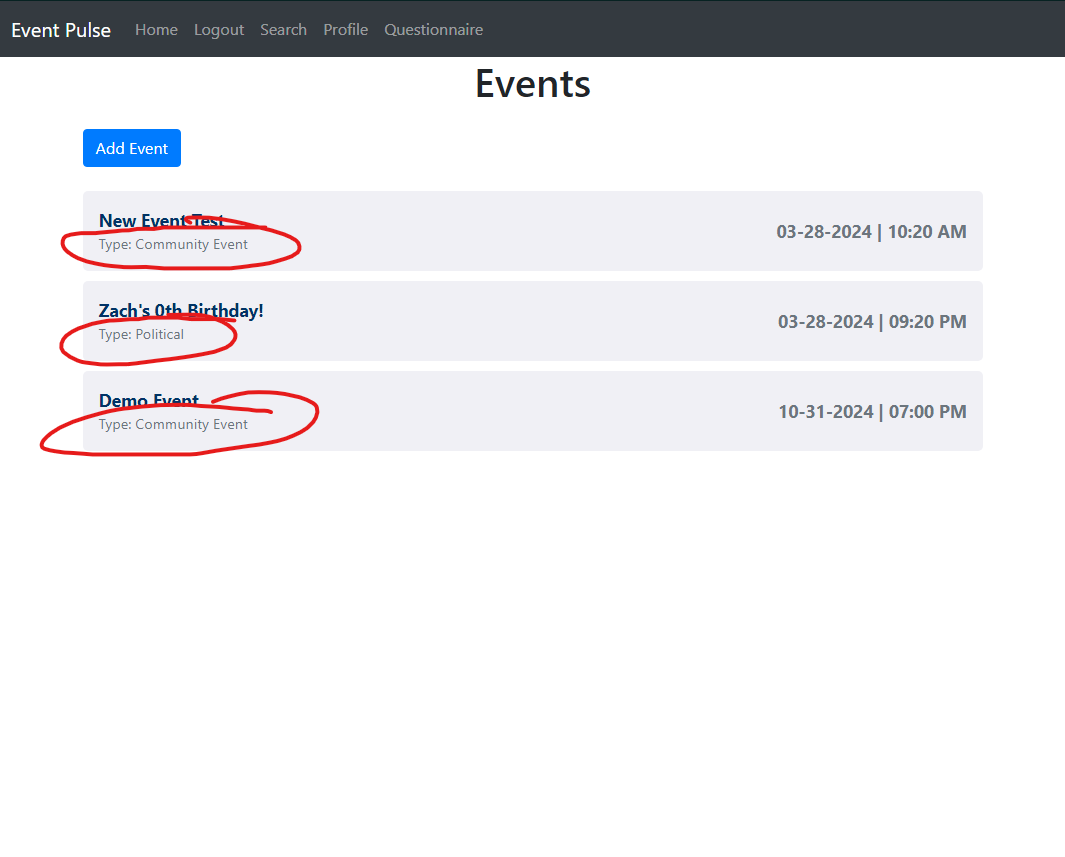 Event Pulse Home Logout Search Profile Questionnaire
Events
Add Event
New Event Test
Type: Community Event
03-28-2024 | 10:20 AM
Zach's 0th Birthday!
Type: Political
03-28-2024 | 09:20 PM
Demo Event
Type: Community Event
10-31-2024 | 07:00 PM